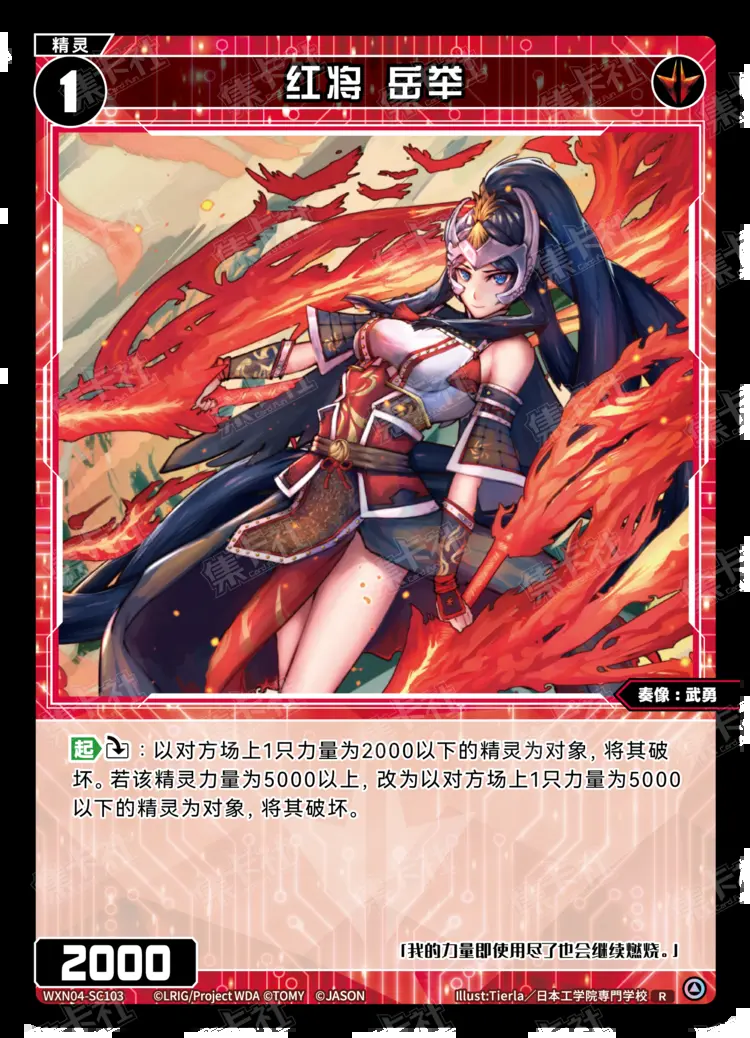 精灵
1
红将 岳举
奏像：武勇
起：以对方场上1只力量为2000以下的精灵为对象，将其破
坏。若该精灵力量为5000以上，改为以对方场上1只力量为5000
以下的精灵为对象，将其破坏。
「我的力量即使用尽了也会继续燃烧。」
2000
WXN04-SC103 ©LRIG/Project WDA ©TOMY ©JASON Illust:Tierla／日本工学院専門学校 R
集卡社